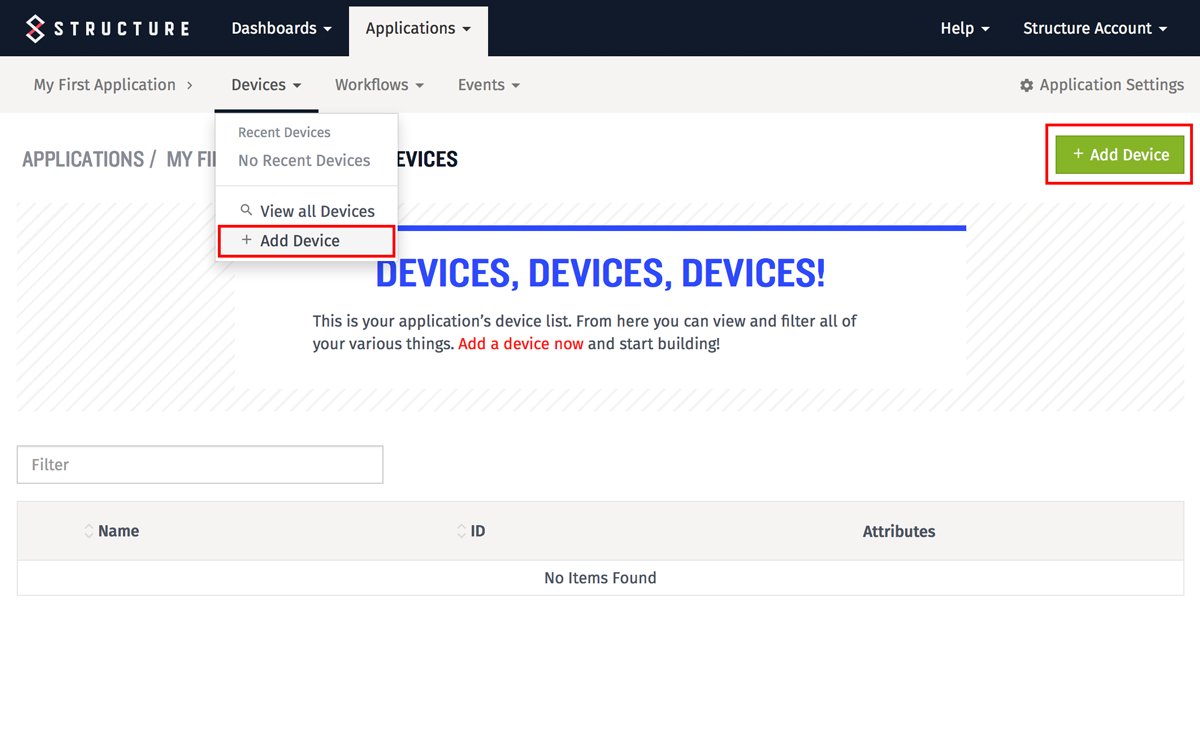 STRUCTURE Dashboards Applications Help Structure Account
My First Application > Devices Workflows Events Application Settings
Recent Devices
No Recent Devices
APPLICATIONS / MY FI EVICES
+ Add Device
View all Devices
+ Add Device
DEVICES, DEVICES, DEVICES!
This is your application’s device list. From here you can view and filter all of
your various things. Add a device now and start building!
Filter
Name ID Attributes
No Items Found